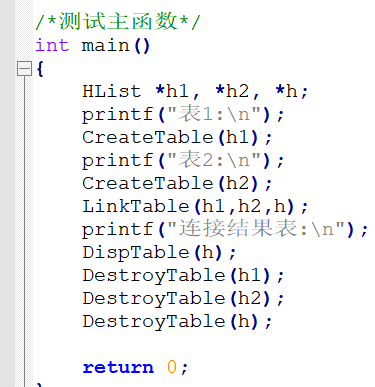 /*测试主函数*/
int main()
{
HList *h1, *h2, *h;
printf("表1:\n");
CreateTable(h1);
printf("表2:\n");
CreateTable(h2);
LinkTable(h1,h2,h);
printf("连接结果表:\n");
DispTable(h);
DestroyTable(h1);
DestroyTable(h2);
DestroyTable(h);
return 0;